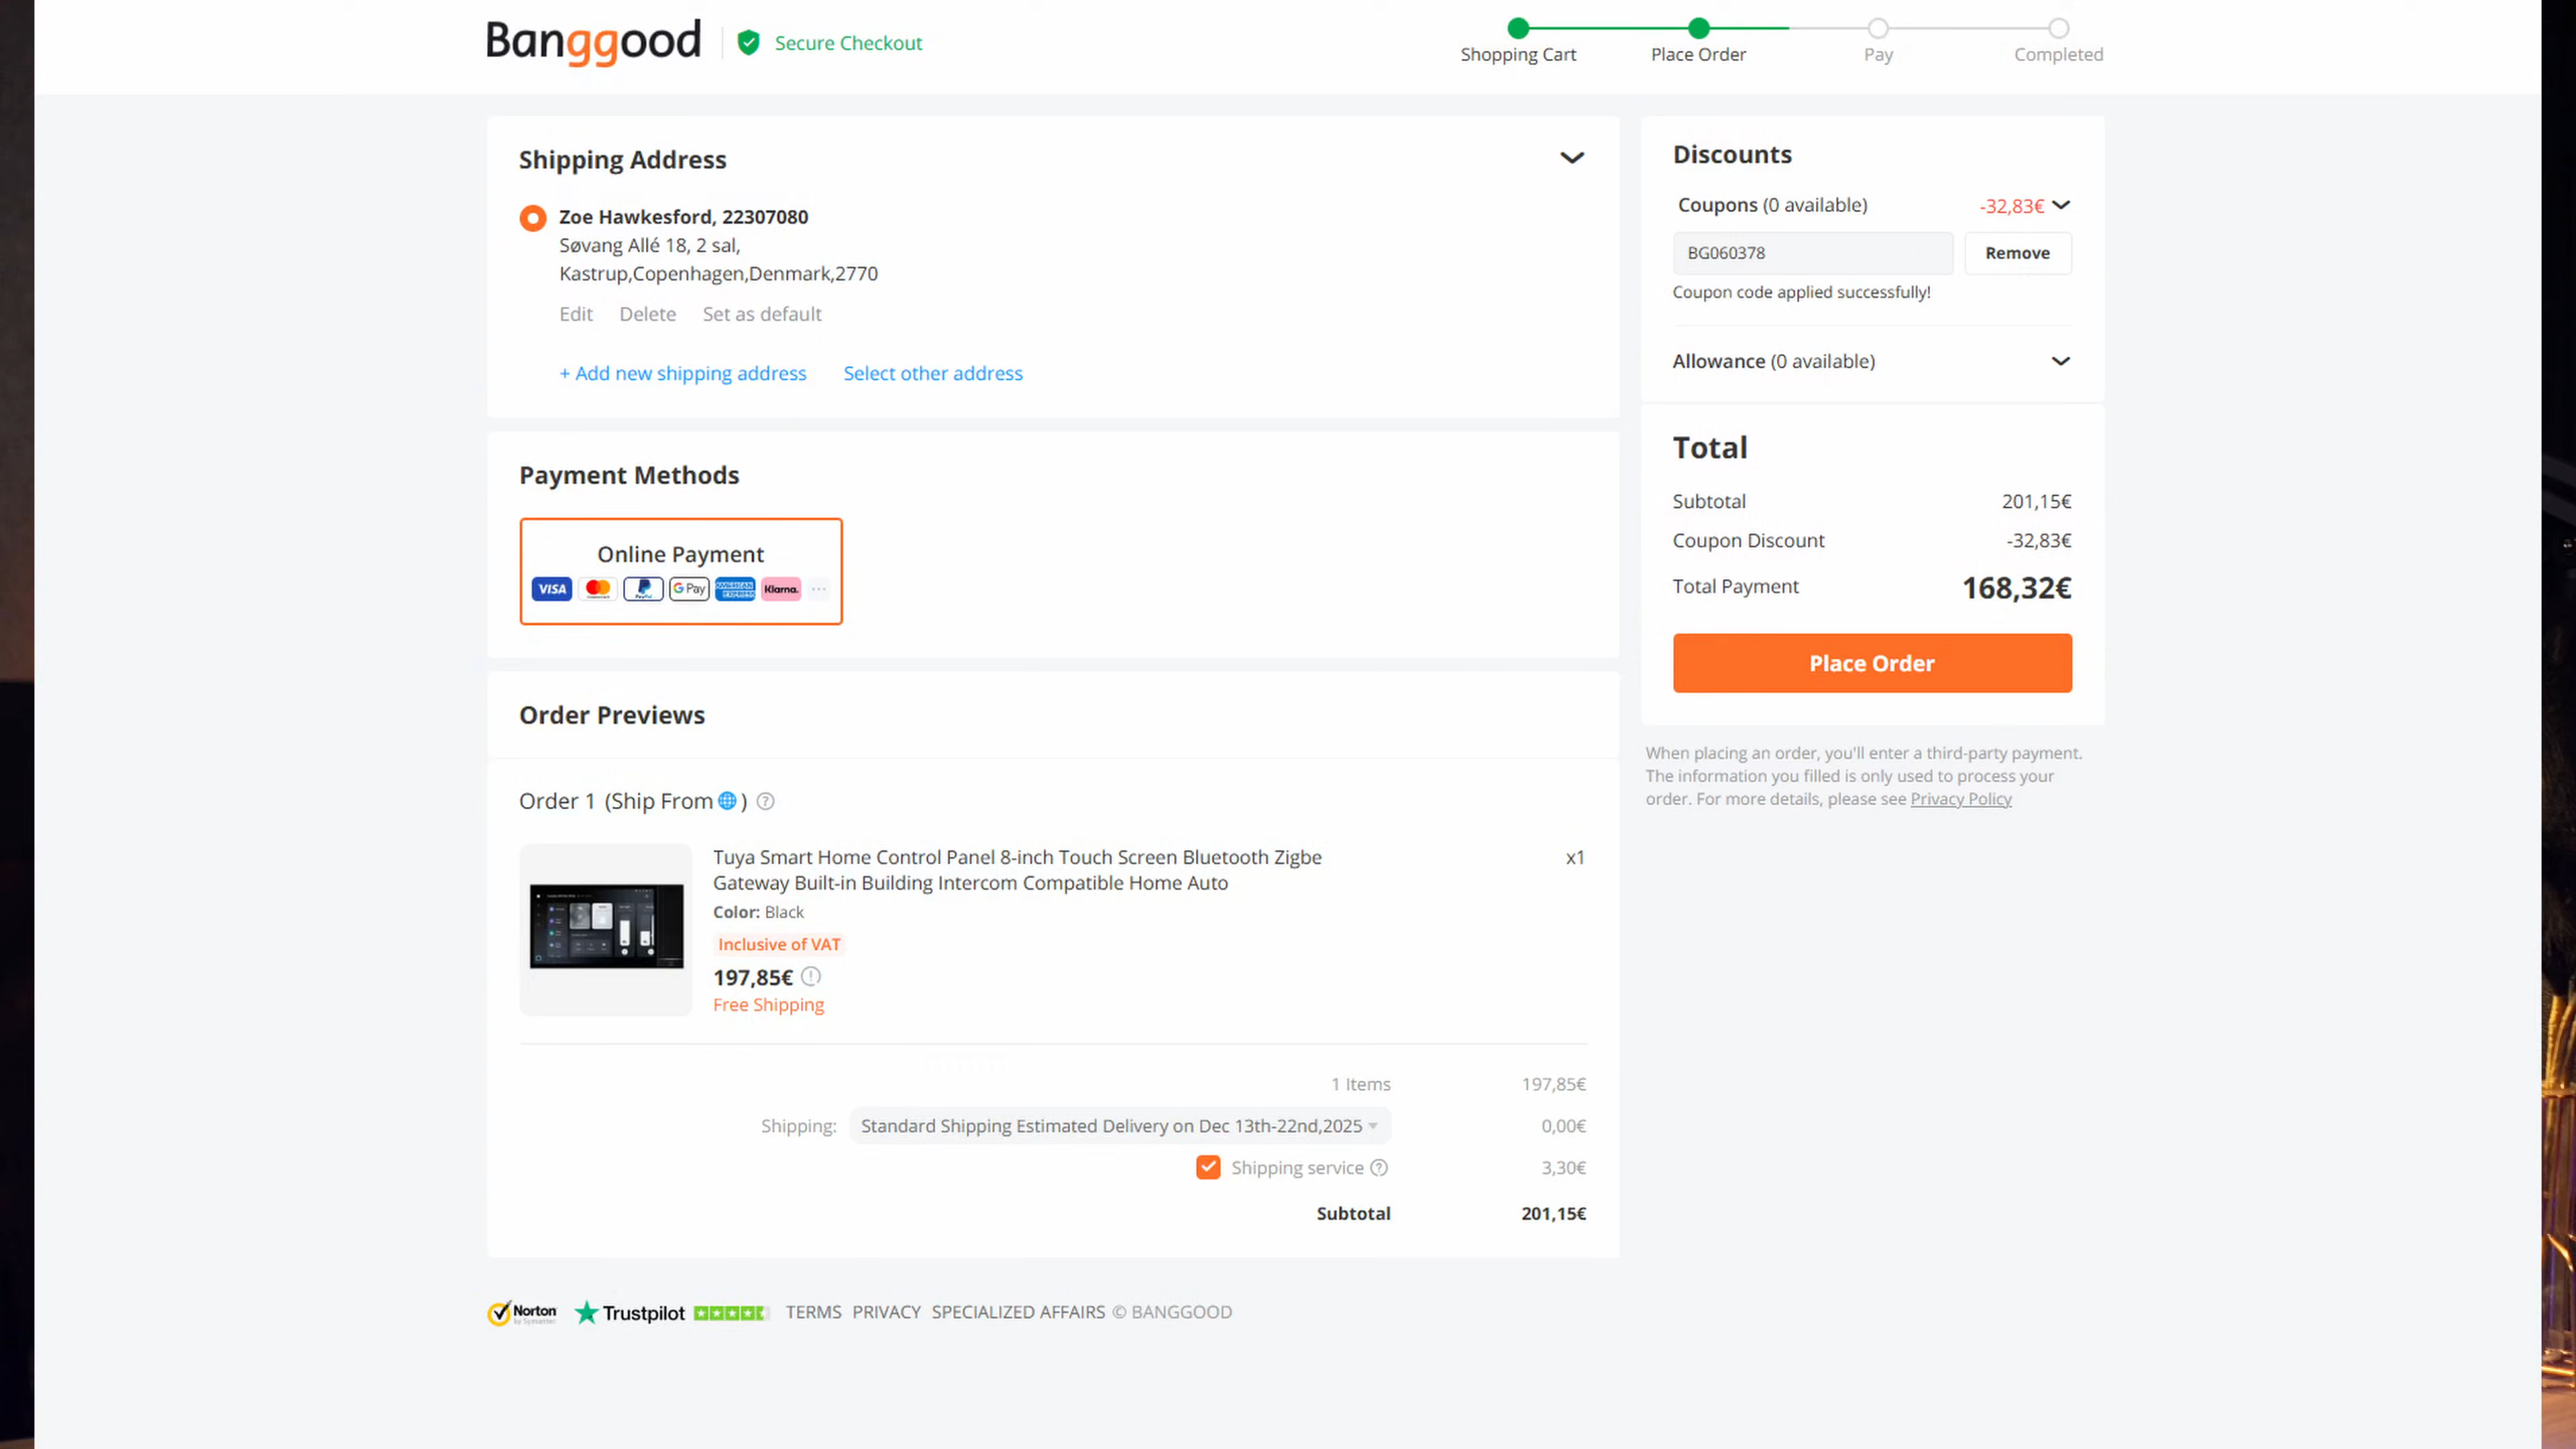 Banggood
Secure Checkout
Shopping Cart
Place Order
Pay
Completed
Shipping Address
Zoe Hawkesford, 22307080
Søvang Allé 18, 2 sal,
Kastrup,Copenhagen,Denmark,2770
Edit Delete Set as default
+ Add new shipping address Select other address
Payment Methods
Online Payment
VISA PayPal G Pay AMERICAN EXPRESS Klarna. ...
Order Previews
Order 1 (Ship From )
Tuya Smart Home Control Panel 8-inch Touch Screen Bluetooth Zigbe
Gateway Built-in Building Intercom Compatible Home Auto
x1
Color: Black
Inclusive of VAT
197,85€
Free Shipping
1 Items 197,85€
Shipping: Standard Shipping Estimated Delivery on Dec 13th-22nd,2025 0,00€
Shipping service 3,30€
Subtotal 201,15€
Discounts
Coupons (0 available) -32,83€
BG060378 Remove
Coupon code applied successfully!
Allowance (0 available)
Total
Subtotal 201,15€
Coupon Discount -32,83€
Total Payment 168,32€
Place Order
When placing an order, you'll enter a third-party payment.
The information you filled is only used to process your
order. For more details, please see Privacy Policy
Norton
by Symantec
Trustpilot
TERMS PRIVACY SPECIALIZED AFFAIRS © BANGGOOD